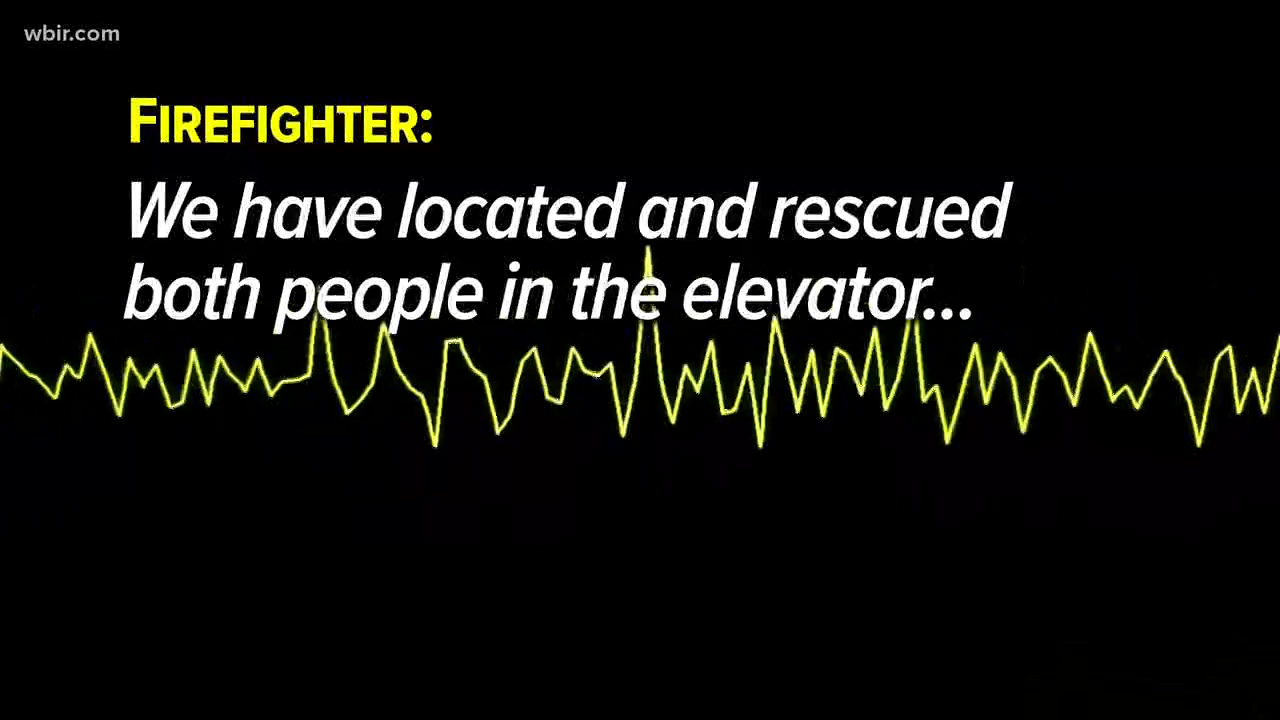 wbir.com
FIREFIGHTER:
We have located and rescued
both people in the elevator...